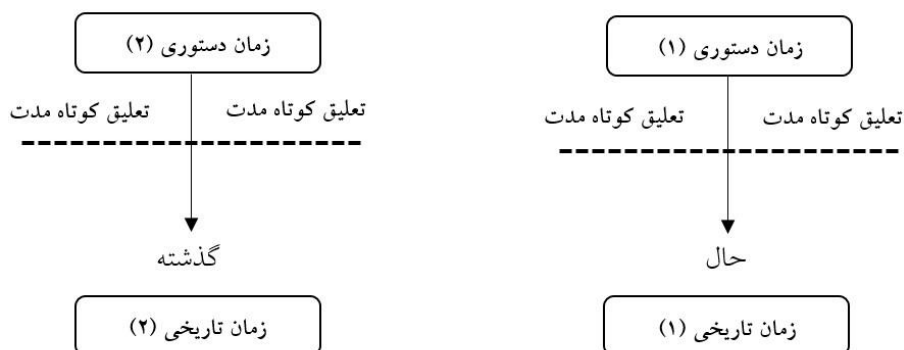 زمان دستوری (۱)
زمان دستوری (۲)
تعلیق کوتاه مدت
تعلیق کوتاه مدت
تعلیق کوتاه مدت
تعلیق کوتاه مدت
حال
گذشته
زمان تاریخی (۱)
زمان تاریخی (۲)